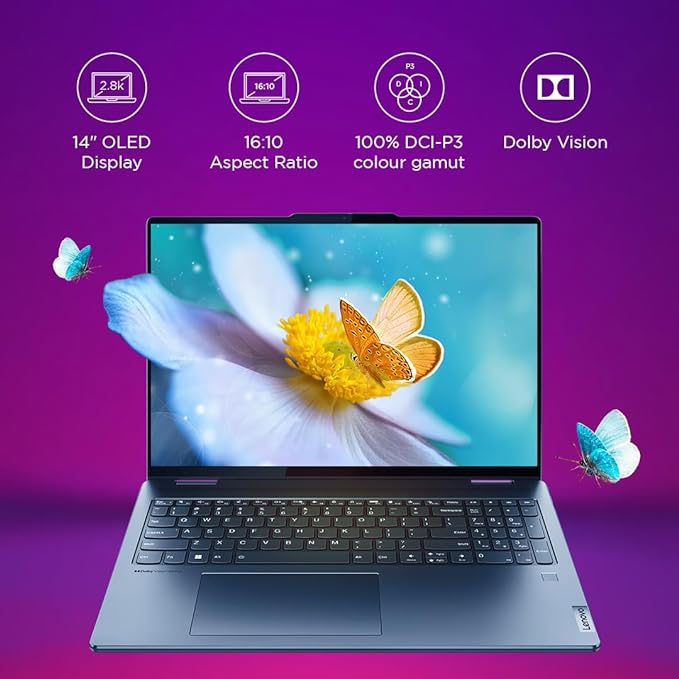 2.8k
16:10
P3
D
I
C
14" OLED
Display
16:10
Aspect Ratio
100% DCI-P3
colour gamut
Dolby Vision
Lenovo